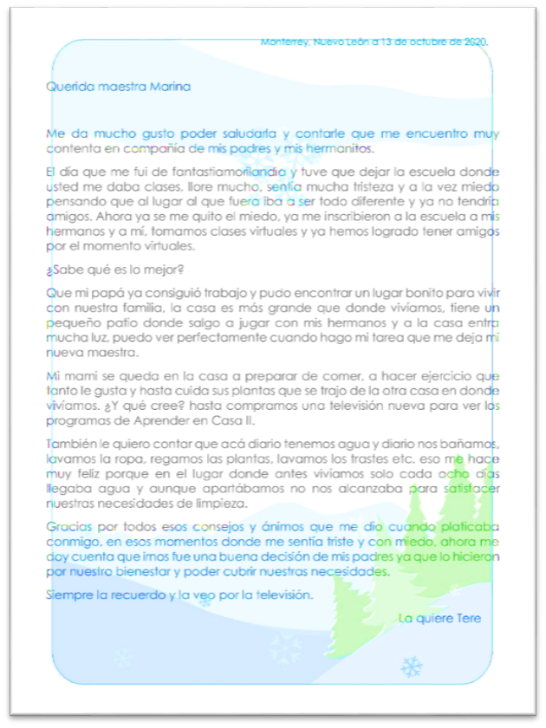 Monterrey, Nuevo León a 13 de octubre de 2020.
Querida maestra Marina
Me da mucho gusto poder saludarla y contarle que me encuentro muy
contenta en compañía de mis padres y mis hermanitos.
El día que me fui de fantastiamorilandia y tuve que dejar la escuela donde
usted me daba clases, llore mucho, sentía mucha tristeza y a la vez miedo
pensando que al lugar al que fuera iba a ser todo diferente y ya no tendría
amigos. Ahora ya se me quito el miedo, ya me inscribieron a la escuela a mis
hermanos y a mí, tomamos clases virtuales y ya hemos logrado tener amigos
por el momento virtuales.
¿Sabe qué es lo mejor?
Que mi papá ya consiguió trabajo y pudo encontrar un lugar bonito para vivir
con nuestra familia, la casa es más grande que donde vivíamos, tiene un
pequeño patio donde salgo a jugar con mis hermanos y a la casa entra
mucha luz, puedo ver perfectamente cuando hago mi tarea que me deja mi
nueva maestra.
Mi mami se queda en la casa a preparar de comer, a hacer ejercicio que
tanto le gusta y hasta cuida sus plantas que se trajo de la otra casa en donde
vivíamos. ¿Y qué cree? hasta compramos una televisión nueva para ver los
programas de Aprender en Casa II.
También le quiero contar que acá diario tenemos agua y diario nos bañamos,
lavamos la ropa, regamos las plantas, lavamos los trastes etc. eso me hace
muy feliz porque en el lugar donde antes vivíamos solo cada ocho días
llegaba agua y aunque apartábamos no nos alcanzaba para satisfacer
nuestras necesidades de limpieza.
Gracias por todos esos consejos y ánimos que me dio cuando platicaba
conmigo, en esos momentos donde me sentía triste y con miedo, ahora me
doy cuenta que irnos fue una buena decisión de mis padres ya que lo hicieron
por nuestro bienestar y poder cubrir nuestras necesidades.
Siempre la recuerdo y la veo por la televisión.
La quiere Tere